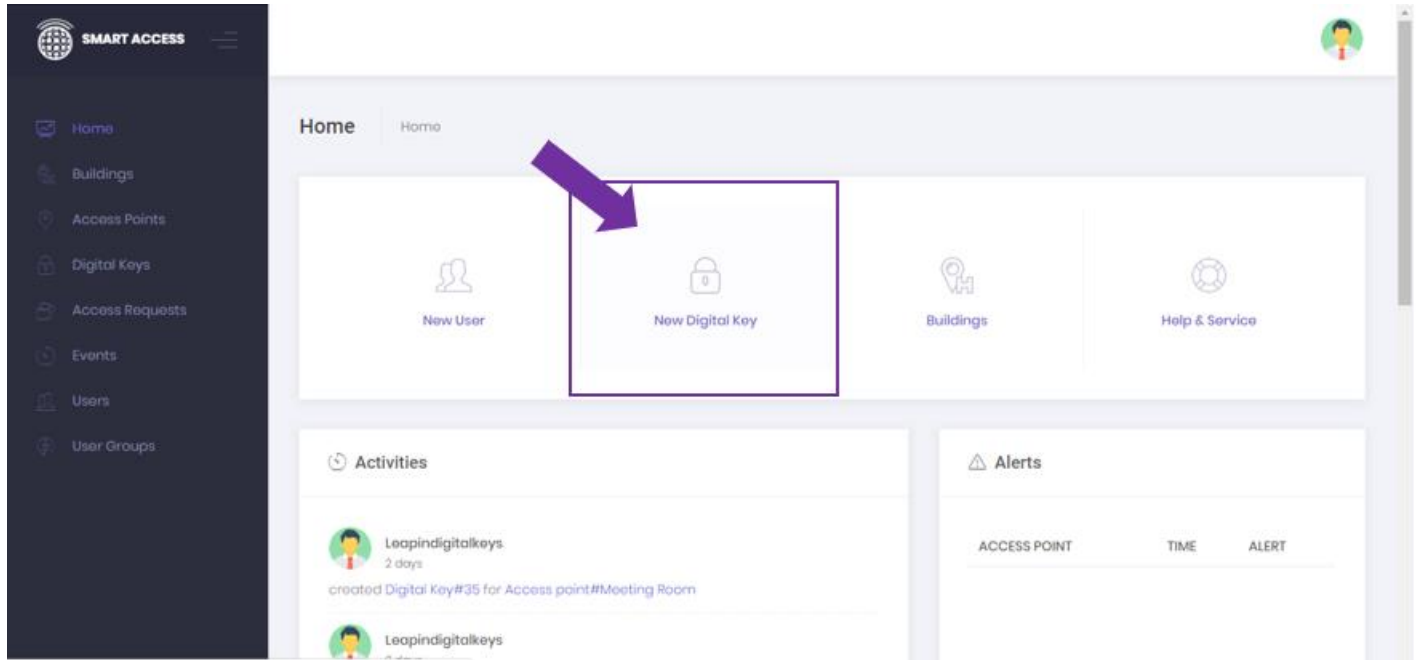 SMART ACCESS
Home
Buildings
Access Points
Digital Keys
Access Requests
Events
Users
User Groups
Home Home
New User
New Digital Key
Buildings
Help & Service
Activities
Leapindigitalkeys
2 days
created Digital Key#35 for Access point#Meeting Room
Leapindigitalkeys
Alerts
ACCESS POINT TIME ALERT